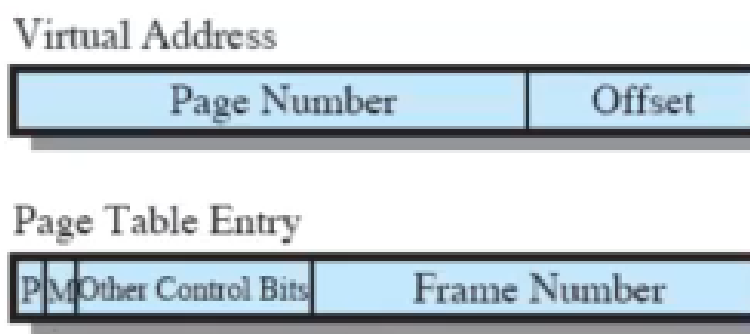 Virtual Address
Page Number Offset
Page Table Entry
P M Other Control Bits Frame Number